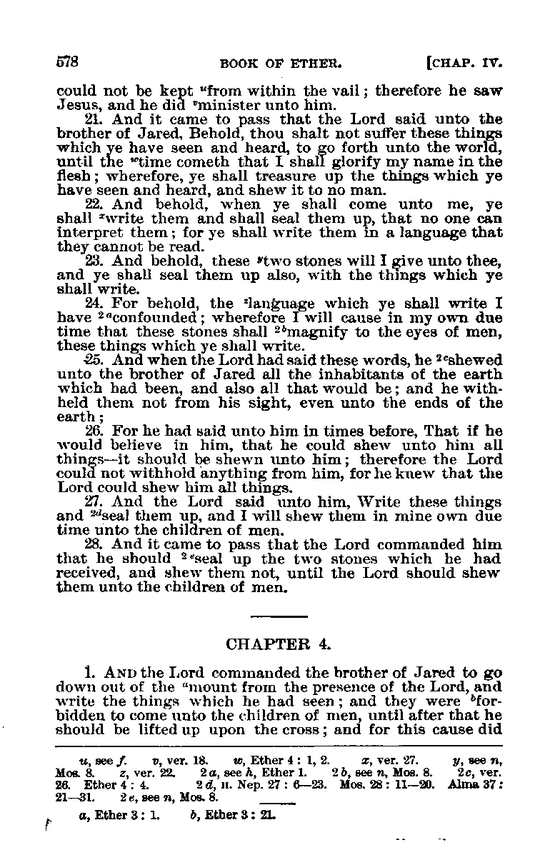 578 BOOK OF ETHER. [CHAP. IV.
could not be kept ᵘfrom within the vail; therefore he saw
Jesus, and he did ᵛminister unto him.
21. And it came to pass that the Lord said unto the
brother of Jared, Behold, thou shalt not suffer these things
which ye have seen and heard, to go forth unto the world,
until the ʷtime cometh that I shall glorify my name in the
flesh; wherefore, ye shall treasure up the things which ye
have seen and heard, and shew it to no man.
22. And behold, when ye shall come unto me, ye
shall ˣwrite them and shall seal them up, that no one can
interpret them; for ye shall write them in a language that
they cannot be read.
23. And behold, these ʸtwo stones will I give unto thee,
and ye shall seal them up also, with the things which ye
shall write.
24. For behold, the ᶻlanguage which ye shall write I
have ²ᵃconfounded; wherefore I will cause in my own due
time that these stones shall ²ᵇmagnify to the eyes of men,
these things which ye shall write.
25. And when the Lord had said these words, he ²ᶜshewed
unto the brother of Jared all the inhabitants of the earth
which had been, and also all that would be; and he with-
held them not from his sight, even unto the ends of the
earth;
26. For he had said unto him in times before, That if he
would believe in him, that he could shew unto him all
things—it should be shewn unto him; therefore the Lord
could not withhold anything from him, for he knew that the
Lord could shew him all things.
27. And the Lord said unto him, Write these things
and ²ᵈseal them up, and I will shew them in mine own due
time unto the children of men.
28. And it came to pass that the Lord commanded him
that he should ²ᵉseal up the two stones which he had
received, and shew them not, until the Lord should shew
them unto the children of men.
CHAPTER 4.
1. AND the Lord commanded the brother of Jared to go
down out of the ᵃmount from the presence of the Lord, and
write the things which he had seen; and they were ᵇfor-
bidden to come unto the children of men, until after that he
should be lifted up upon the cross; and for this cause did
u, see f. v, ver. 18. w, Ether 4: 1, 2. x, ver. 27. y, see n,
Mos. 8. z, ver. 22. 2a, see h, Ether 1. 2b, see n, Mos. 8. 2c, ver.
26. Ether 4: 4. 2d, II. Nep. 27: 6—23. Mos. 28: 11—20. Alma 37:
21—31. 2e, see n, Mos. 8.
a, Ether 3: 1. b, Ether 3: 21.